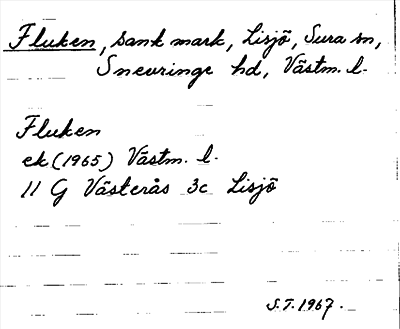 Fluken, sank mark, Lisjö, Sura sn,
Snevringe hd, Västm. l.
Fluken
ek (1965) Västm. l.
11 G Västerås 3c Lisjö
S.T. 1967.